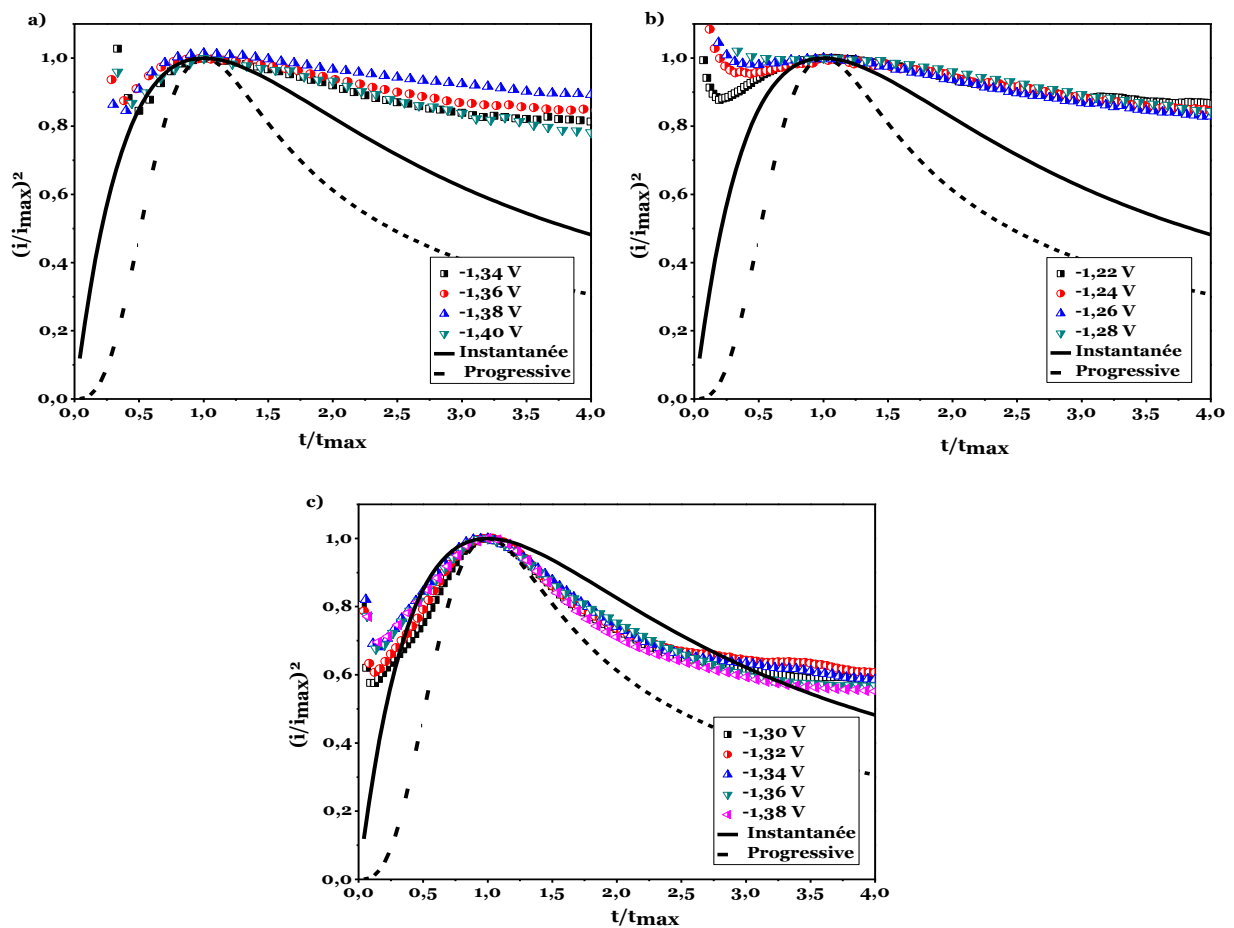 a)
(i/imax)²
1,0
0,8
0,6
0,4
0,2
0,0
-1,34 V
-1,36 V
-1,38 V
-1,40 V
Instantanée
Progressive
0,0 0,5 1,0 1,5 2,0 2,5 3,0 3,5 4,0
t/tmax
b)
(i/imax)²
1,0
0,8
0,6
0,4
0,2
0,0
-1,22 V
-1,24 V
-1,26 V
-1,28 V
Instantanée
Progressive
0,0 0,5 1,0 1,5 2,0 2,5 3,0 3,5 4,0
t/tmax
c)
(i/imax)²
1,0
0,8
0,6
0,4
0,2
0,0
-1,30 V
-1,32 V
-1,34 V
-1,36 V
-1,38 V
Instantanée
Progressive
0,0 0,5 1,0 1,5 2,0 2,5 3,0 3,5 4,0
t/tmax